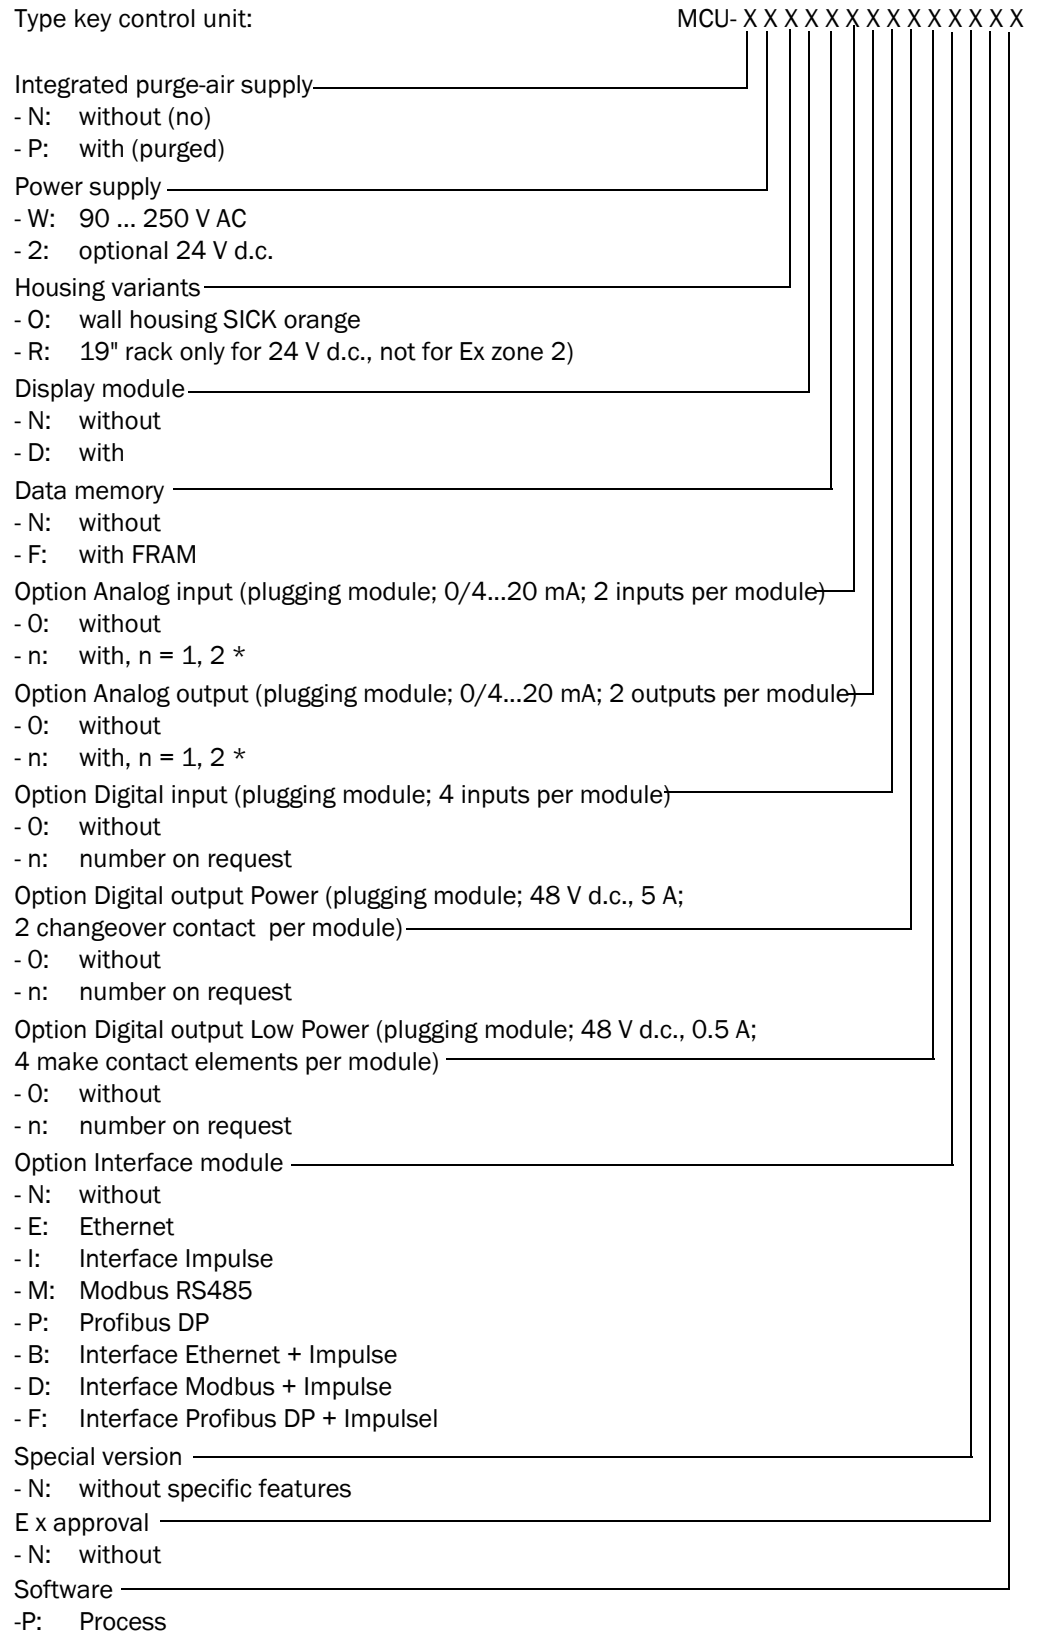 Type key control unit: MCU- X X X X X X X X X X X X X X
Integrated purge-air supply
- N: without (no)
- P: with (purged)
Power supply
- W: 90 ... 250 V AC
- 2: optional 24 V d.c.
Housing variants
- O: wall housing SICK orange
- R: 19" rack only for 24 V d.c., not for Ex zone 2)
Display module
- N: without
- D: with
Data memory
- N: without
- F: with FRAM
Option Analog input (plugging module; 0/4...20 mA; 2 inputs per module)
- 0: without
- n: with, n = 1, 2 *
Option Analog output (plugging module; 0/4...20 mA; 2 outputs per module)
- 0: without
- n: with, n = 1, 2 *
Option Digital input (plugging module; 4 inputs per module)
- 0: without
- n: number on request
Option Digital output Power (plugging module; 48 V d.c., 5 A;
2 changeover contact per module)
- 0: without
- n: number on request
Option Digital output Low Power (plugging module; 48 V d.c., 0.5 A;
4 make contact elements per module)
- 0: without
- n: number on request
Option Interface module
- N: without
- E: Ethernet
- I: Interface Impulse
- M: Modbus RS485
- P: Profibus DP
- B: Interface Ethernet + Impulse
- D: Interface Modbus + Impulse
- F: Interface Profibus DP + Impulsel
Special version
- N: without specific features
E x approval
- N: without
Software
-P: Process